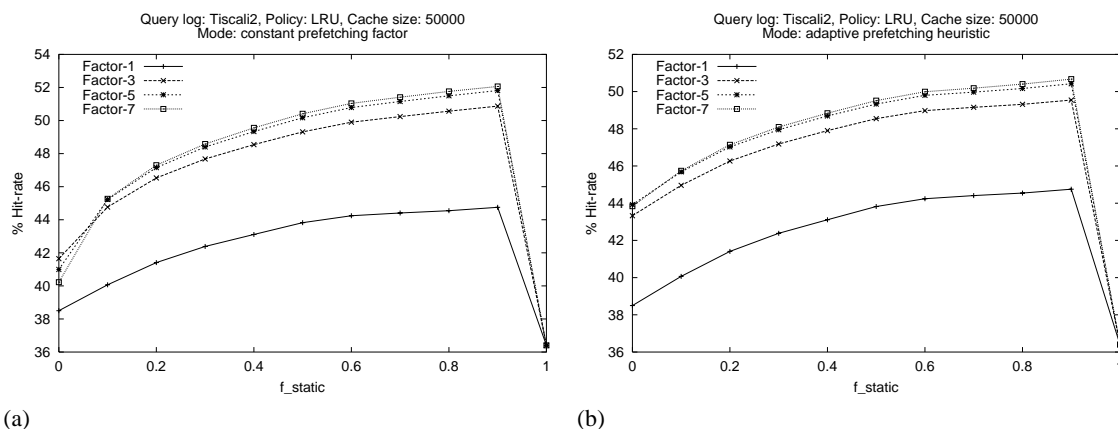 Query log: Tiscali2, Policy: LRU, Cache size: 50000
Mode: constant prefetching factor
54
52
50
48
46
44
42
40
38
36
% Hit-rate
Factor-1
Factor-3
Factor-5
Factor-7
0 0.2 0.4 0.6 0.8 1
f_static
(a)
Query log: Tiscali2, Policy: LRU, Cache size: 50000
Mode: adaptive prefetching heuristic
52
50
48
46
44
42
40
38
36
% Hit-rate
Factor-1
Factor-3
Factor-5
Factor-7
0 0.2 0.4 0.6 0.8
f_static
(b)